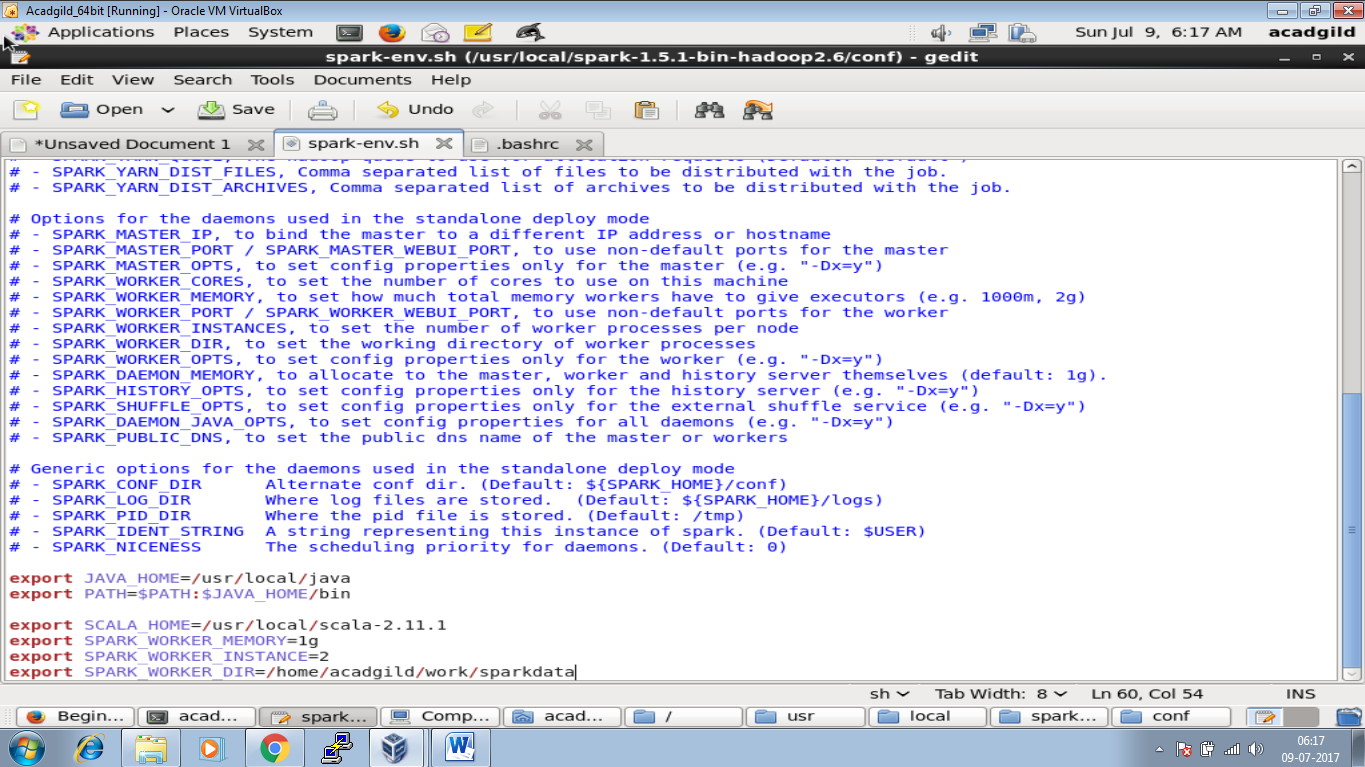 Acadgild_64bit [Running] - Oracle VM VirtualBox
Applications Places System Sun Jul 9, 6:17 AM acadgild
spark-env.sh (/usr/local/spark-1.5.1-bin-hadoop2.6/conf) - gedit
File Edit View Search Tools Documents Help
Open Save Undo
*Unsaved Document 1 spark-env.sh .bashrc
# - SPARK_YARN_DIST_FILES, Comma separated list of files to be distributed with the job.
# - SPARK_YARN_DIST_ARCHIVES, Comma separated list of archives to be distributed with the job.
# Options for the daemons used in the standalone deploy mode
# - SPARK_MASTER_IP, to bind the master to a different IP address or hostname
# - SPARK_MASTER_PORT / SPARK_MASTER_WEBUI_PORT, to use non-default ports for the master
# - SPARK_MASTER_OPTS, to set config properties only for the master (e.g. "-Dx=y")
# - SPARK_WORKER_CORES, to set the number of cores to use on this machine
# - SPARK_WORKER_MEMORY, to set how much total memory workers have to give executors (e.g. 1000m, 2g)
# - SPARK_WORKER_PORT / SPARK_WORKER_WEBUI_PORT, to use non-default ports for the worker
# - SPARK_WORKER_INSTANCES, to set the number of worker processes per node
# - SPARK_WORKER_DIR, to set the working directory of worker processes
# - SPARK_WORKER_OPTS, to set config properties only for the worker (e.g. "-Dx=y")
# - SPARK_DAEMON_MEMORY, to allocate to the master, worker and history server themselves (default: 1g).
# - SPARK_HISTORY_OPTS, to set config properties only for the history server (e.g. "-Dx=y")
# - SPARK_SHUFFLE_OPTS, to set config properties only for the external shuffle service (e.g. "-Dx=y")
# - SPARK_DAEMON_JAVA_OPTS, to set config properties for all daemons (e.g. "-Dx=y")
# - SPARK_PUBLIC_DNS, to set the public dns name of the master or workers
# Generic options for the daemons used in the standalone deploy mode
# - SPARK_CONF_DIR Alternate conf dir. (Default: ${SPARK_HOME}/conf)
# - SPARK_LOG_DIR Where log files are stored. (Default: ${SPARK_HOME}/logs)
# - SPARK_PID_DIR Where the pid file is stored. (Default: /tmp)
# - SPARK_IDENT_STRING A string representing this instance of spark. (Default: $USER)
# - SPARK_NICENESS The scheduling priority for daemons. (Default: 0)
export JAVA_HOME=/usr/local/java
export PATH=$PATH:$JAVA_HOME/bin
export SCALA_HOME=/usr/local/scala-2.11.1
export SPARK_WORKER_MEMORY=1g
export SPARK_WORKER_INSTANCE=2
export SPARK_WORKER_DIR=/home/acadgild/work/sparkdata
sh Tab Width: 8 Ln 60, Col 54 INS
Begin... acad... spark... Comp... acad... / usr local spark... conf
06:17
09-07-2017